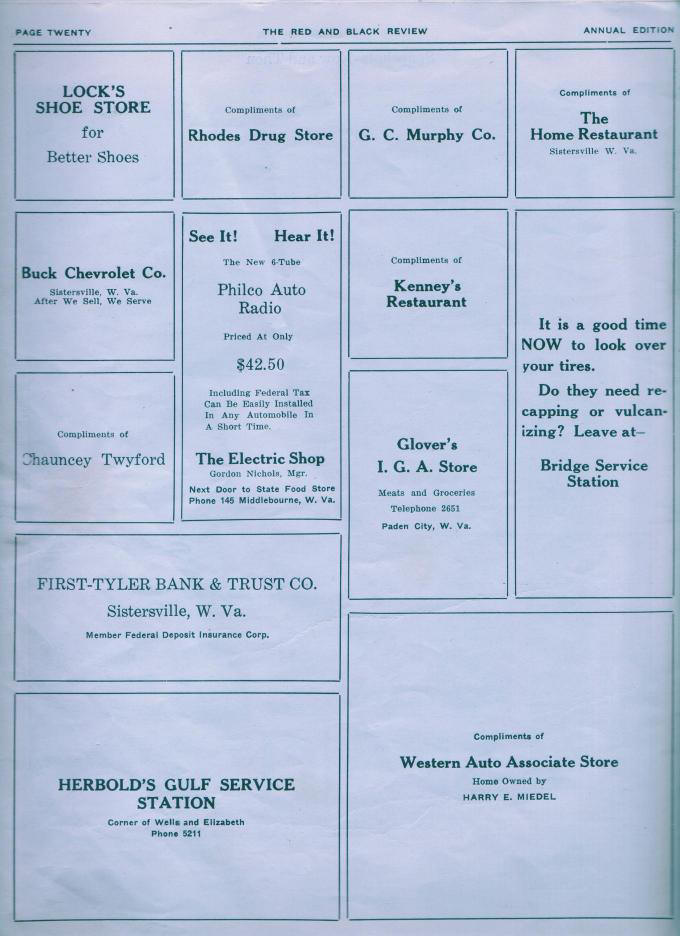 PAGE TWENTY
THE RED AND BLACK REVIEW
ANNUAL EDITION
LOCK'S
SHOE STORE
for
Better Shoes
Compliments of
Rhodes Drug Store
Compliments of
G. C. Murphy Co.
Compliments of
The
Home Restaurant
Sistersville W. Va.
Buck Chevrolet Co.
Sistersville, W. Va.
After We Sell, We Serve
See It! Hear It!
The New 6-Tube
Philco Auto
Radio
Priced At Only
$42.50
Including Federal Tax
Can Be Easily Installed
In Any Automobile In
A Short Time.
The Electric Shop
Gordon Nichols, Mgr.
Next Door to State Food Store
Phone 145 Middlebourne, W. Va.
Compliments of
Kenney's
Restaurant
It is a good time
NOW to look over
your tires.
Do they need re-
capping or vulcan-
izing? Leave at—
Bridge Service
Station
Compliments of
Chauncey Twyford
Glover's
I. G. A. Store
Meats and Groceries
Telephone 2651
Paden City, W. Va.
FIRST-TYLER BANK & TRUST CO.
Sistersville, W. Va.
Member Federal Deposit Insurance Corp.
HERBOLD'S GULF SERVICE
STATION
Corner of Wells and Elizabeth
Phone 5211
Compliments of
Western Auto Associate Store
Home Owned by
HARRY E. MIEDEL